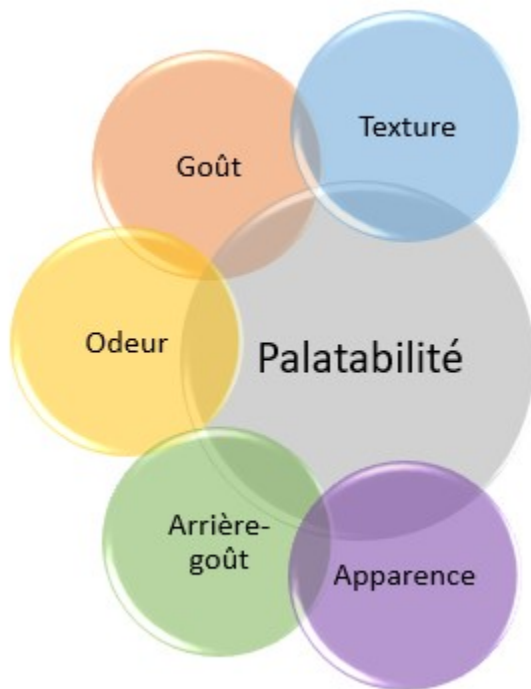 Texture
Goût
Odeur
Palatabilité
Arrière-
goût
Apparence